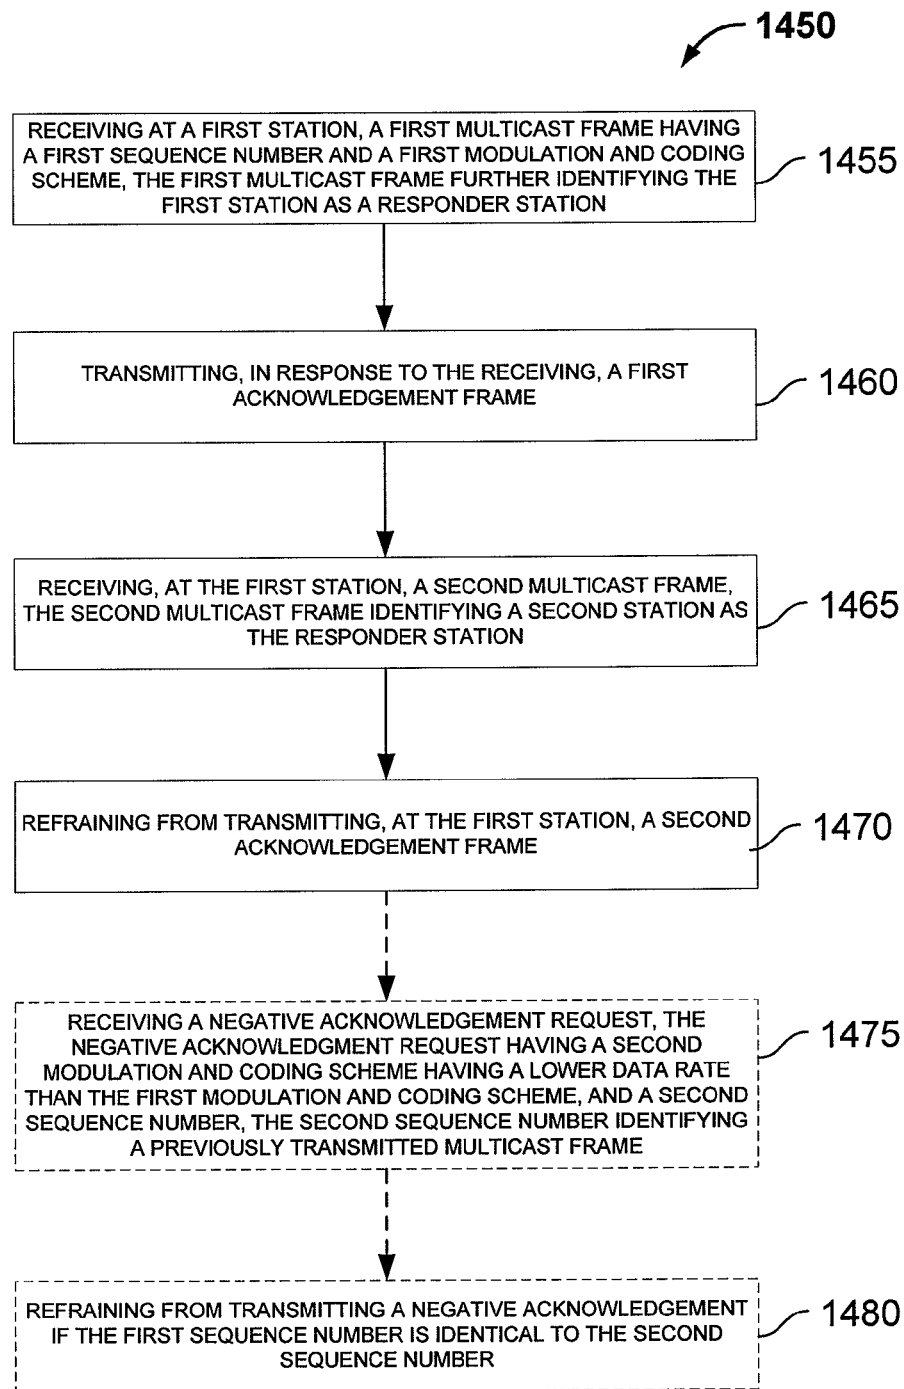 1450
RECEIVING AT A FIRST STATION, A FIRST MULTICAST FRAME HAVING
A FIRST SEQUENCE NUMBER AND A FIRST MODULATION AND CODING
SCHEME, THE FIRST MULTICAST FRAME FURTHER IDENTIFYING THE
FIRST STATION AS A RESPONDER STATION
1455
TRANSMITTING, IN RESPONSE TO THE RECEIVING, A FIRST
ACKNOWLEDGEMENT FRAME
1460
RECEIVING, AT THE FIRST STATION, A SECOND MULTICAST FRAME,
THE SECOND MULTICAST FRAME IDENTIFYING A SECOND STATION AS
THE RESPONDER STATION
1465
REFRAINING FROM TRANSMITTING, AT THE FIRST STATION, A SECOND
ACKNOWLEDGEMENT FRAME
1470
RECEIVING A NEGATIVE ACKNOWLEDGEMENT REQUEST, THE
NEGATIVE ACKNOWLEDGMENT REQUEST HAVING A SECOND
MODULATION AND CODING SCHEME HAVING A LOWER DATA RATE
THAN THE FIRST MODULATION AND CODING SCHEME, AND A SECOND
SEQUENCE NUMBER, THE SECOND SEQUENCE NUMBER IDENTIFYING
A PREVIOUSLY TRANSMITTED MULTICAST FRAME
1475
REFRAINING FROM TRANSMITTING A NEGATIVE ACKNOWLEDGEMENT
IF THE FIRST SEQUENCE NUMBER IS IDENTICAL TO THE SECOND
SEQUENCE NUMBER
1480